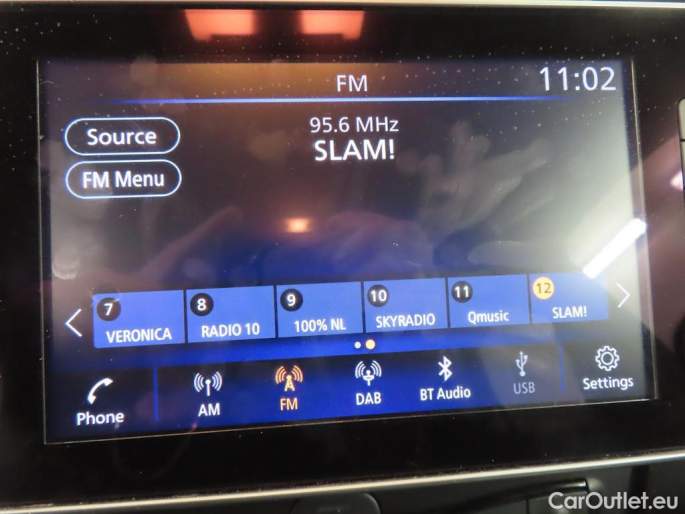 FM
11:02
Source
95.6 MHz
SLAM!
FM Menu
7
8
9
10
11
12
VERONICA
RADIO 10
100% NL
SKYRADIO
Qmusic
SLAM!
Phone
AM
FM
DAB
BT Audio
USB
Settings
CarOutlet.eu